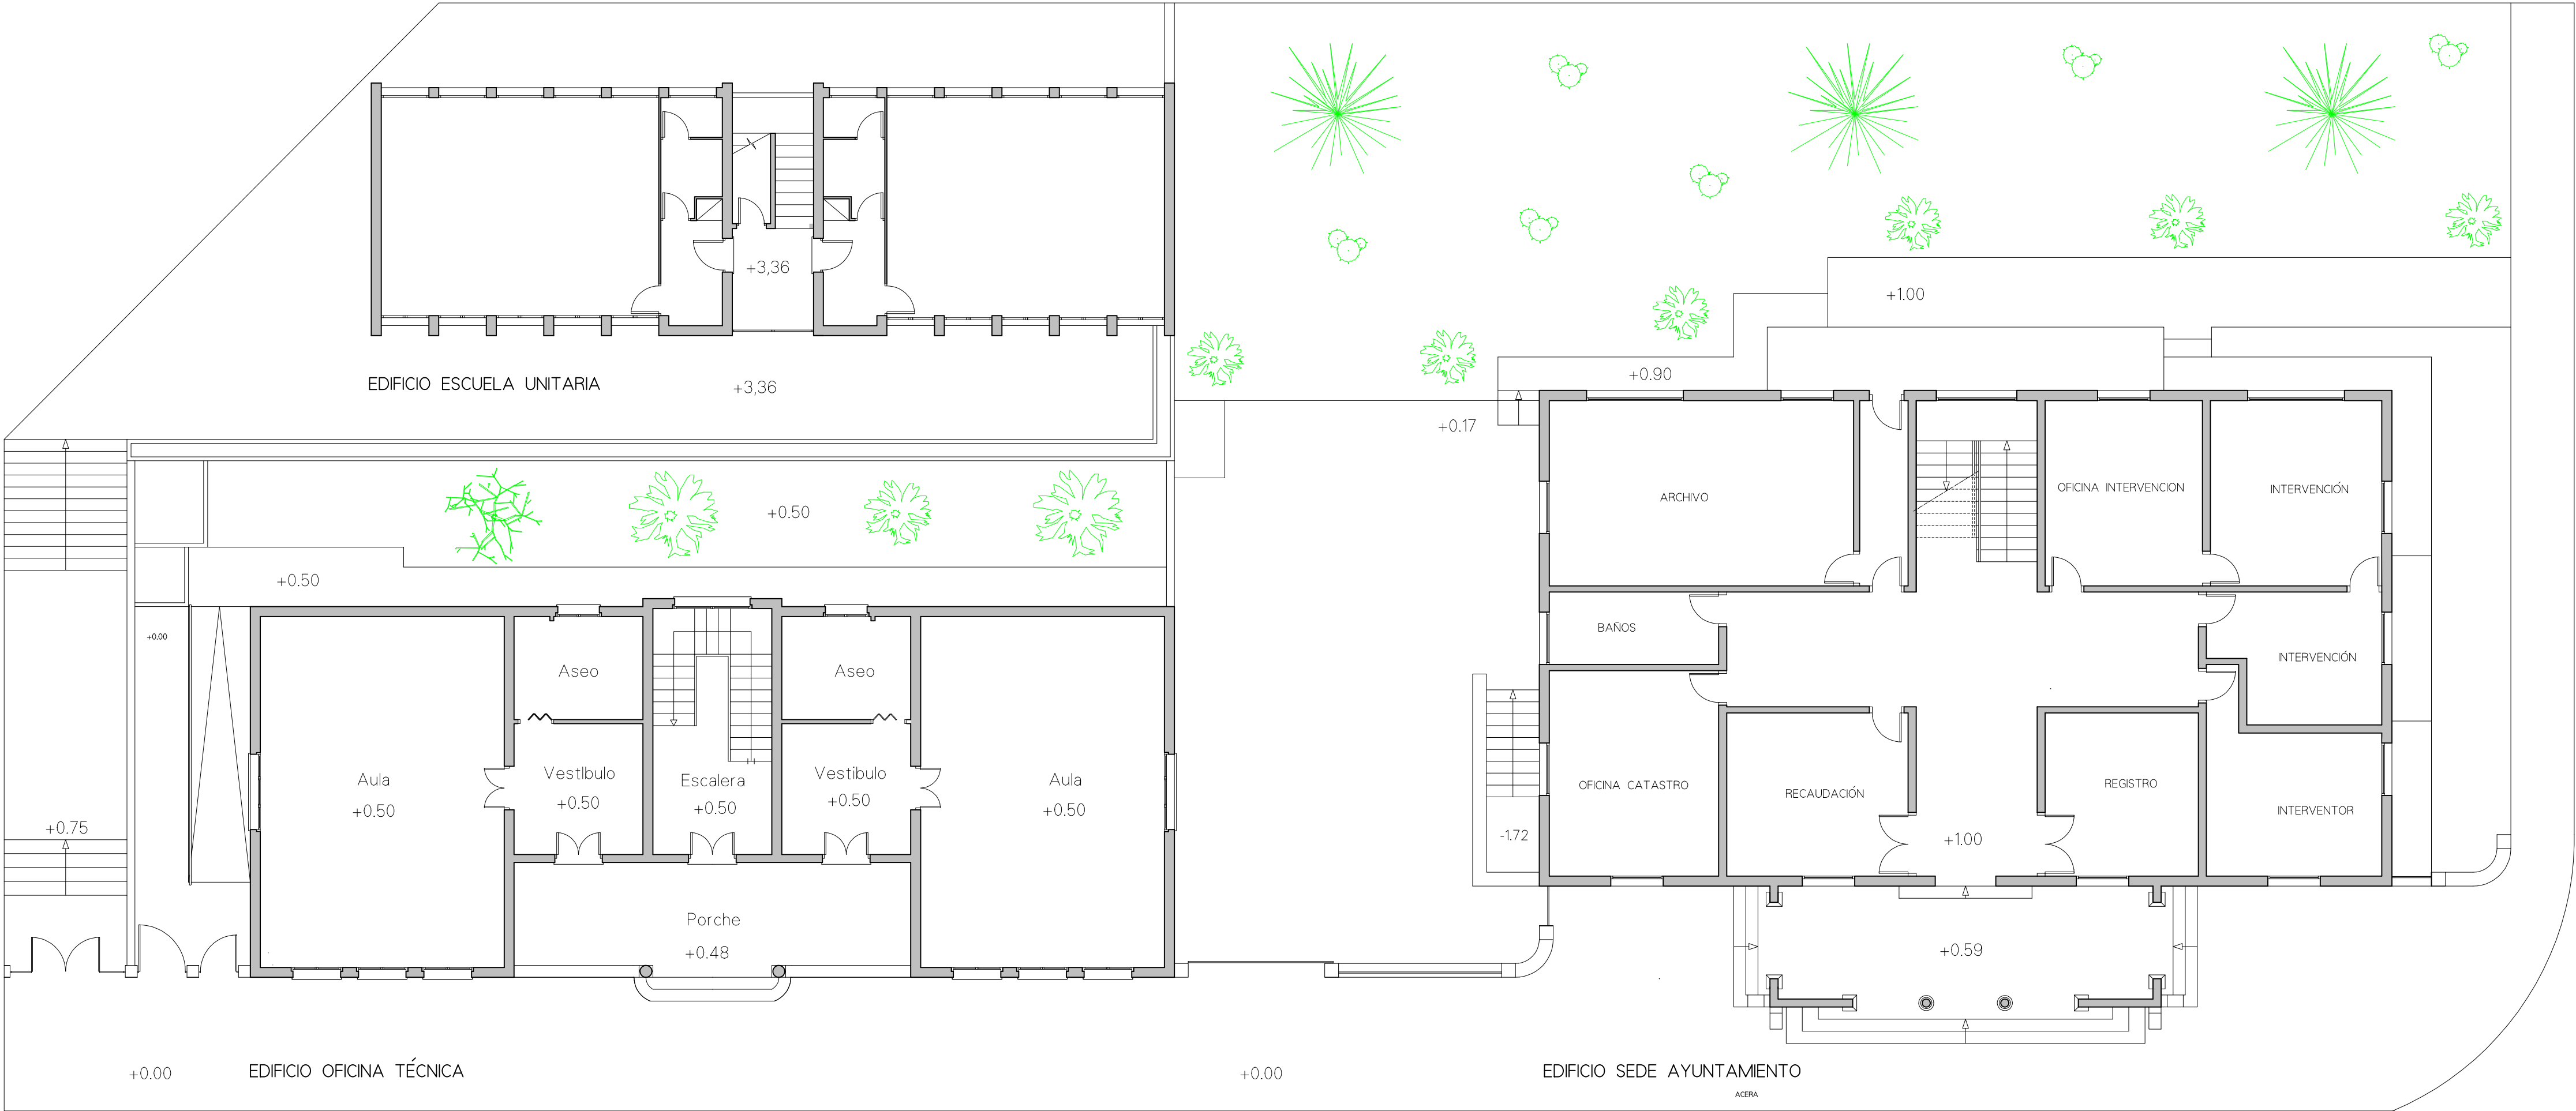 +3,36
EDIFICIO ESCUELA UNITARIA
+3,36
+1.00
+0.90
+0.17
ARCHIVO
OFICINA INTERVENCION
INTERVENCIÓN
+0.50
+0.50
+0.00
BAÑOS
INTERVENCIÓN
Aseo
Aseo
Aula
+0.50
Vestíbulo
+0.50
Escalera
+0.50
Vestíbulo
+0.50
Aula
+0.50
OFICINA CATASTRO
RECAUDACIÓN
REGISTRO
INTERVENTOR
+0.75
-1.72
+1.00
Porche
+0.48
+0.59
+0.00
EDIFICIO OFICINA TÉCNICA
+0.00
EDIFICIO SEDE AYUNTAMIENTO
ACERA